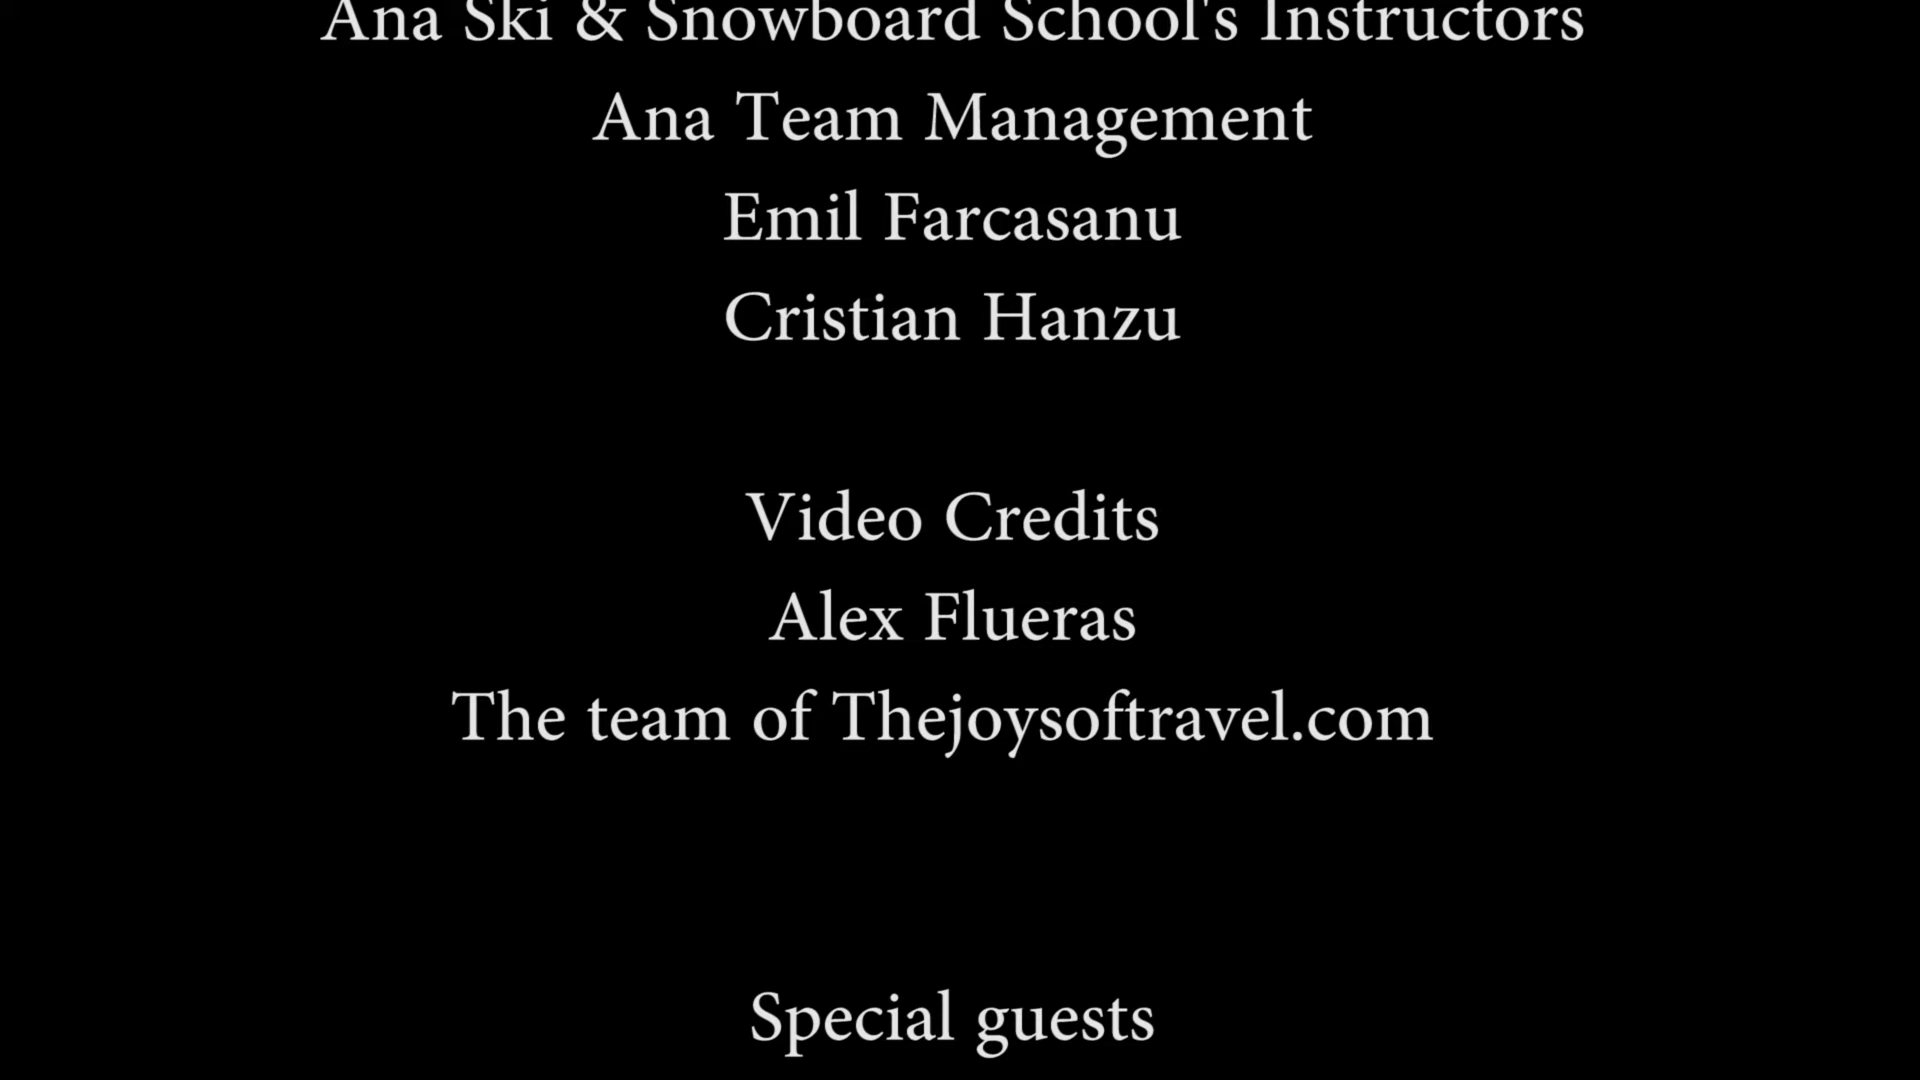 Ana Ski & Snowboard School's Instructors
Ana Team Management
Emil Farcasanu
Cristian Hanzu
Video Credits
Alex Flueras
The team of Thejoysoftravel.com
Special guests